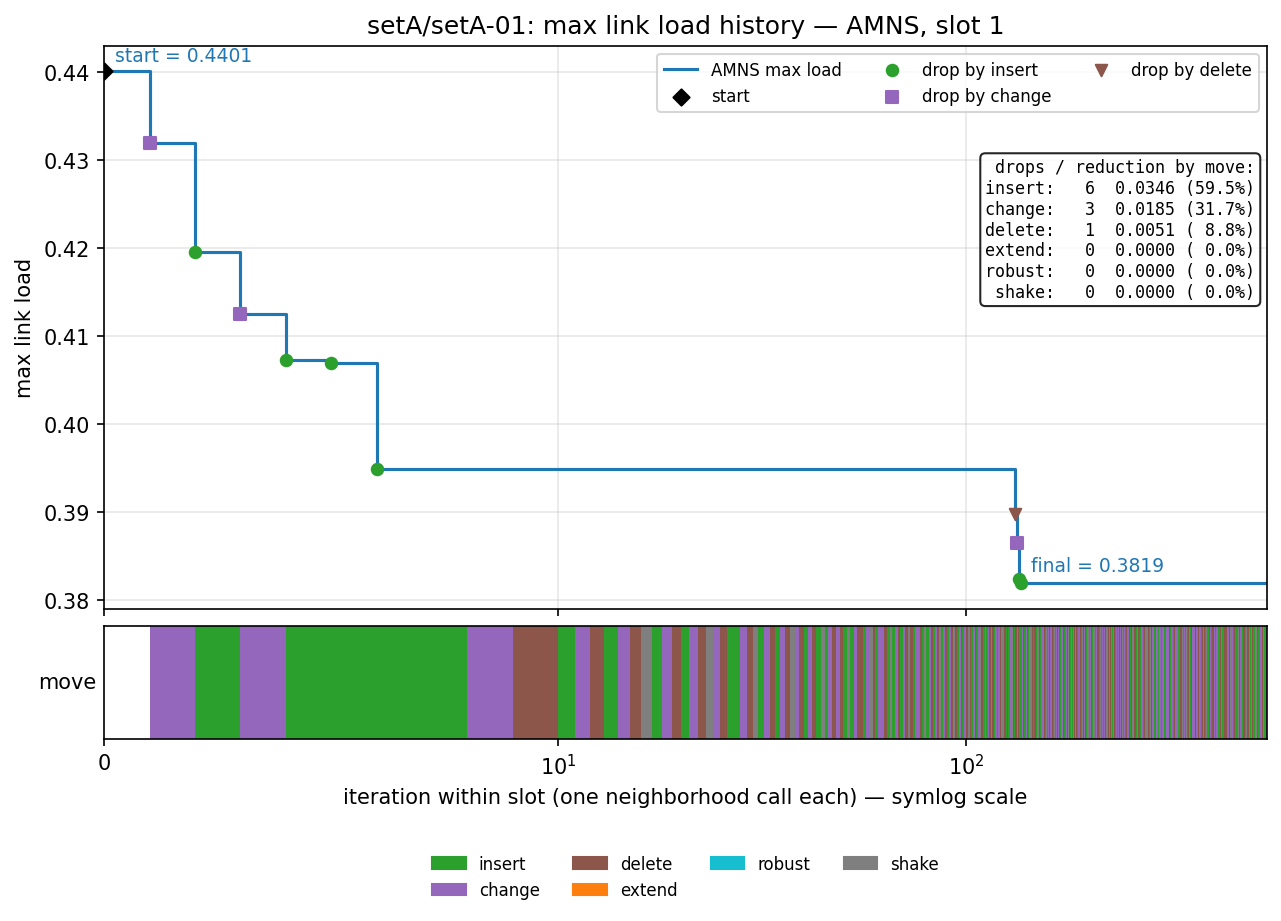 setA/setA-01: max link load history — AMNS, slot 1
start = 0.4401
AMNS max load
start
drop by insert
drop by change
drop by delete
drops / reduction by move:
insert: 6 0.0346 (59.5%)
change: 3 0.0185 (31.7%)
delete: 1 0.0051 ( 8.8%)
extend: 0 0.0000 ( 0.0%)
robust: 0 0.0000 ( 0.0%)
shake: 0 0.0000 ( 0.0%)
final = 0.3819
max link load
0.44
0.43
0.42
0.41
0.40
0.39
0.38
move
0
10¹
10²
iteration within slot (one neighborhood call each) — symlog scale
insert
change
delete
extend
robust
shake